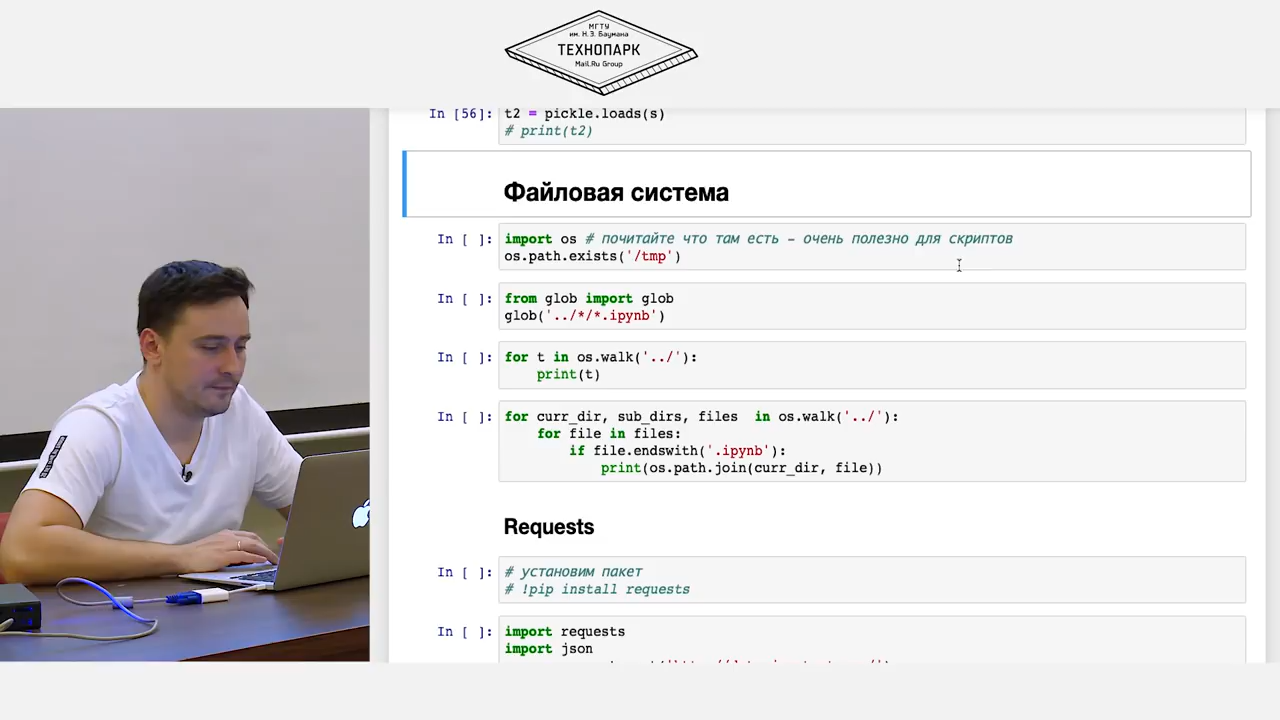 МГТУ
им. Н.Э. Баумана
ТЕХНОПАРК
Mail.Ru Group
In [56]: t2 = pickle.loads(s)
# print(t2)
Файловая система
In [ ]: import os # почитайте что там есть - очень полезно для скриптов
os.path.exists('/tmp')
In [ ]: from glob import glob
glob('../*/*.ipynb')
In [ ]: for t in os.walk('../'):
print(t)
In [ ]: for curr_dir, sub_dirs, files  in os.walk('../'):
for file in files:
if file.endswith('.ipynb'):
print(os.path.join(curr_dir, file))
Requests
In [ ]: # установим пакет
# !pip install requests
In [ ]: import requests
import json